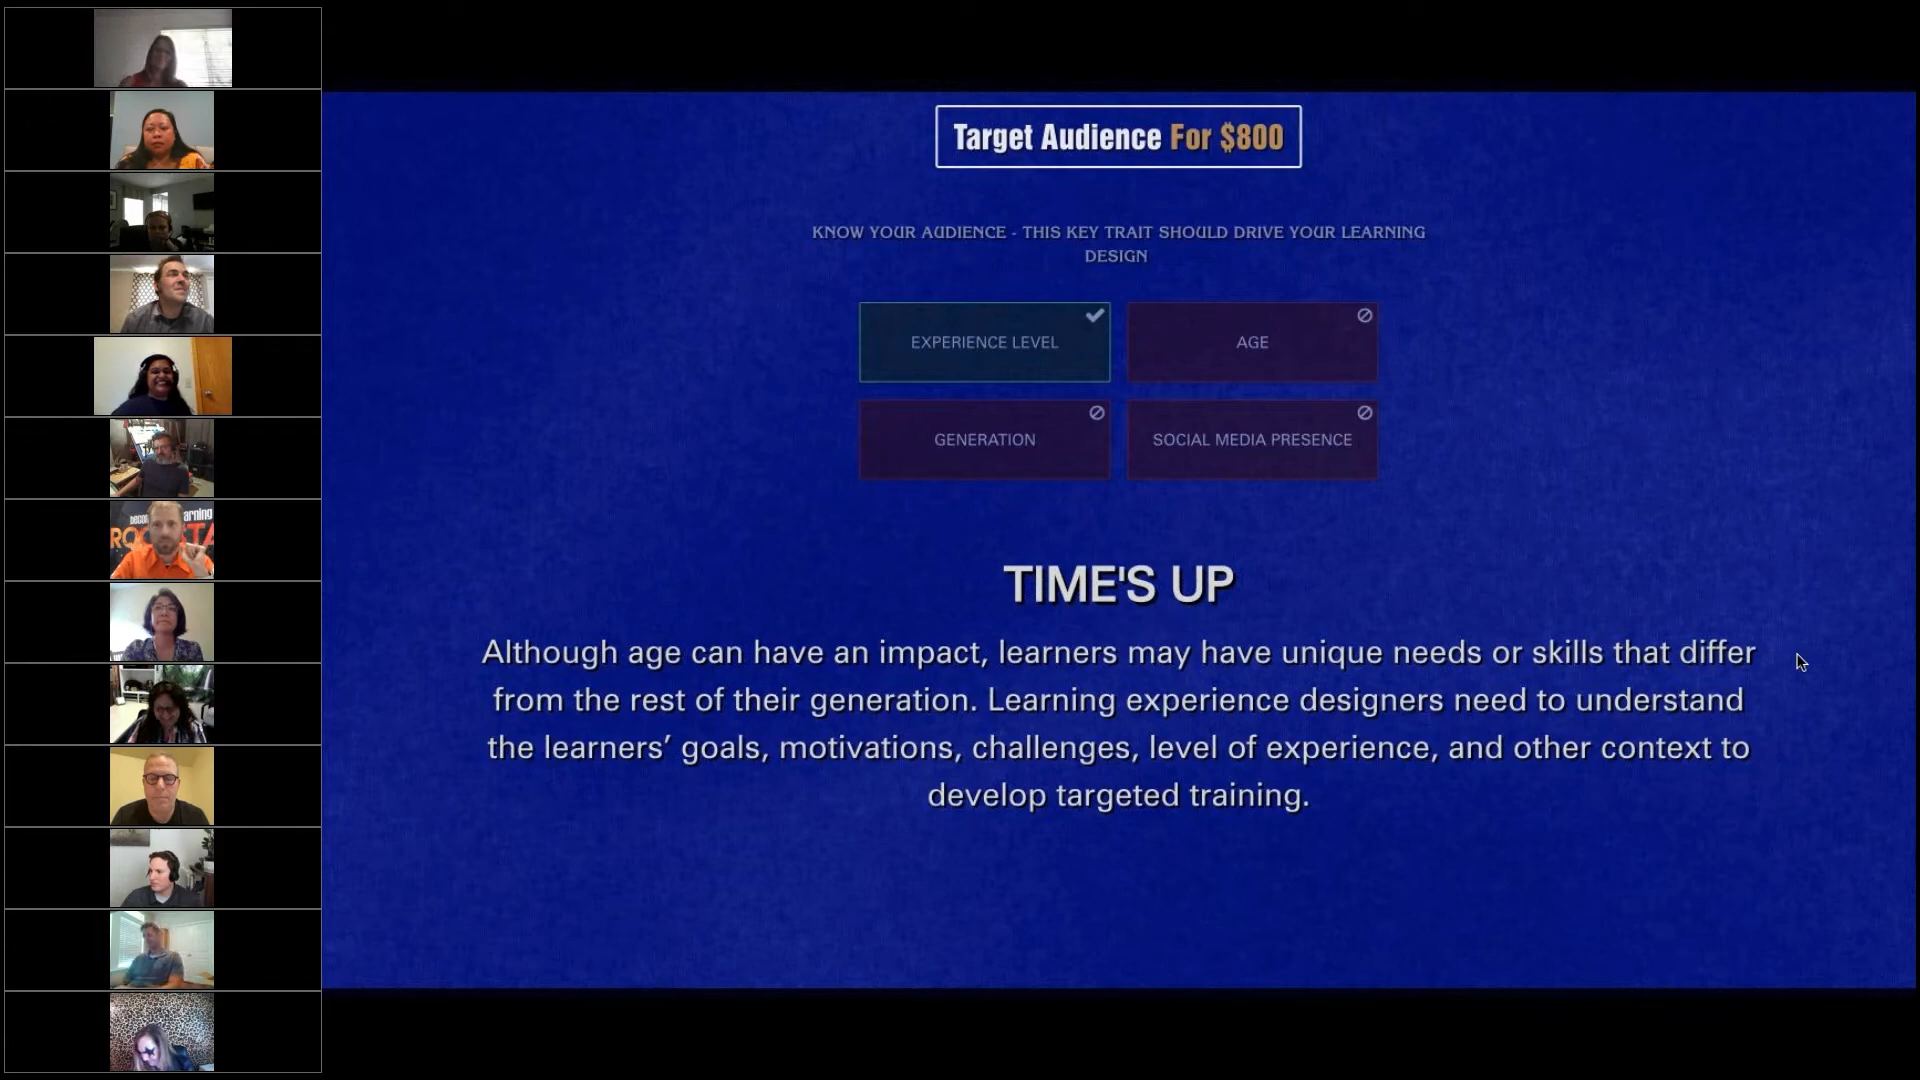 Target Audience For $800
KNOW YOUR AUDIENCE - THIS KEY TRAIT SHOULD DRIVE YOUR LEARNING
DESIGN
EXPERIENCE LEVEL
AGE
GENERATION
SOCIAL MEDIA PRESENCE
TIME'S UP
Although age can have an impact, learners may have unique needs or skills that differ
from the rest of their generation. Learning experience designers need to understand
the learners’ goals, motivations, challenges, level of experience, and other context to
develop targeted training.